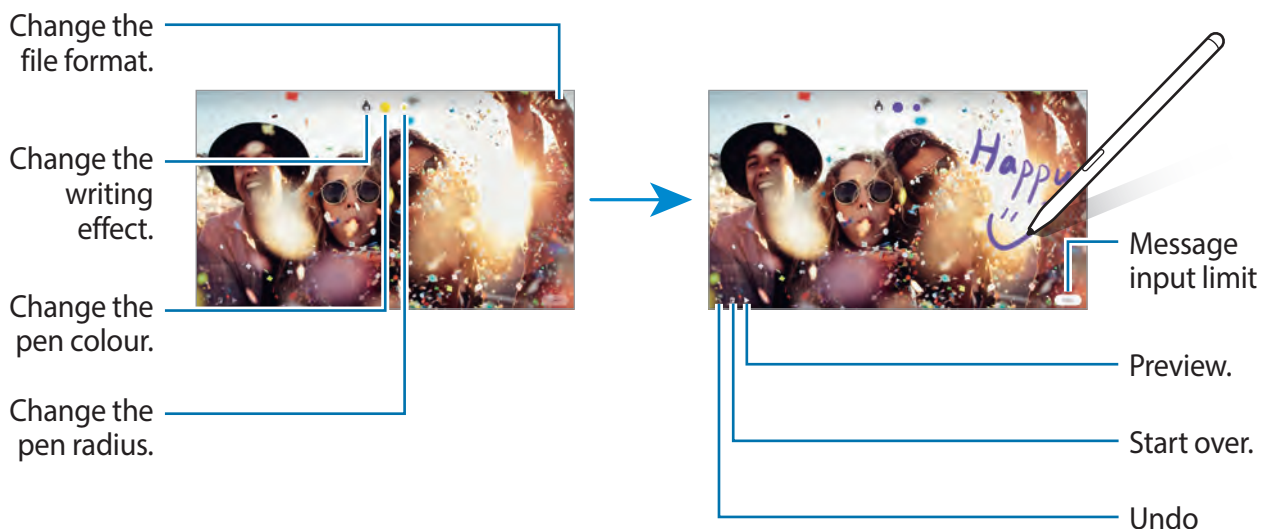 Change the
file format.
Change the
writing
effect.
Change the
pen colour.
Change the
pen radius.
Happy
Message
input limit
Preview.
Start over.
Undo